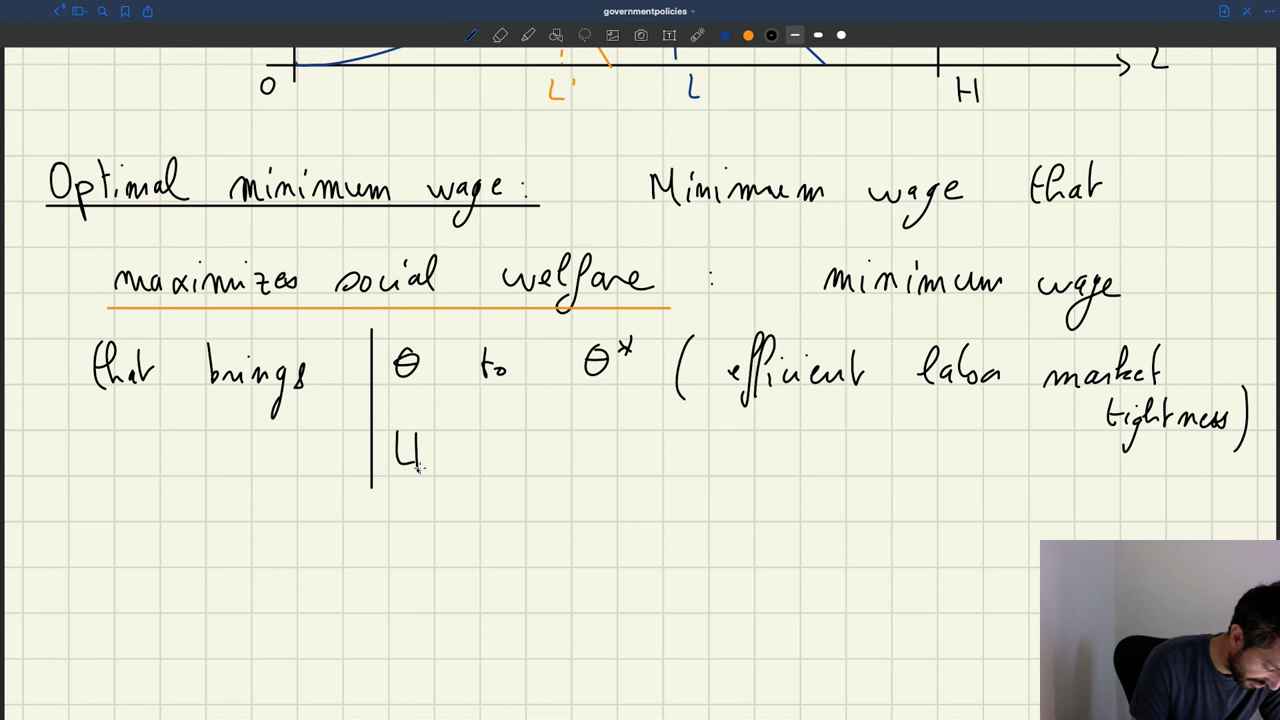 governmentpolicies
0 L' L H L
Optimal minimum wage: Minimum wage that
maximizes social welfare : minimum wage
that brings θ to θ* ( efficient labor market
tightness)
u